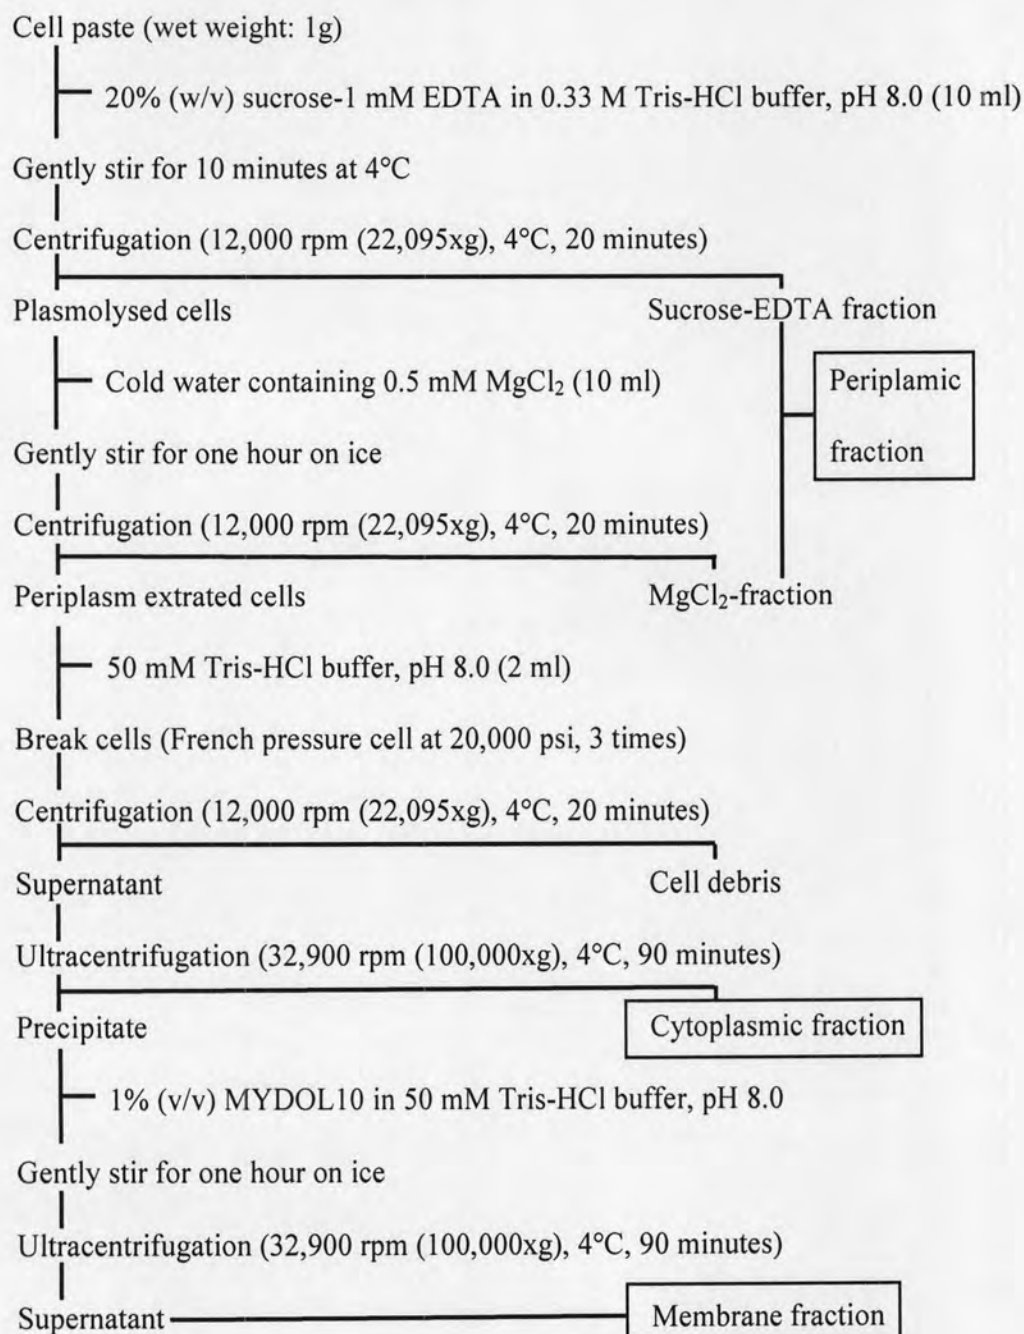 Cell paste (wet weight: 1g)
20% (w/v) sucrose-1 mM EDTA in 0.33 M Tris-HCl buffer, pH 8.0 (10 ml)
Gently stir for 10 minutes at 4°C
Centrifugation (12,000 rpm (22,095xg), 4°C, 20 minutes)
Plasmolysed cells
Sucrose-EDTA fraction
Cold water containing 0.5 mM MgCl₂ (10 ml)
Periplamic
fraction
Gently stir for one hour on ice
Centrifugation (12,000 rpm (22,095xg), 4°C, 20 minutes)
Periplasm extrated cells
MgCl₂-fraction
50 mM Tris-HCl buffer, pH 8.0 (2 ml)
Break cells (French pressure cell at 20,000 psi, 3 times)
Centrifugation (12,000 rpm (22,095xg), 4°C, 20 minutes)
Supernatant
Cell debris
Ultracentrifugation (32,900 rpm (100,000xg), 4°C, 90 minutes)
Precipitate
Cytoplasmic fraction
1% (v/v) MYDOL10 in 50 mM Tris-HCl buffer, pH 8.0
Gently stir for one hour on ice
Ultracentrifugation (32,900 rpm (100,000xg), 4°C, 90 minutes)
Supernatant
Membrane fraction